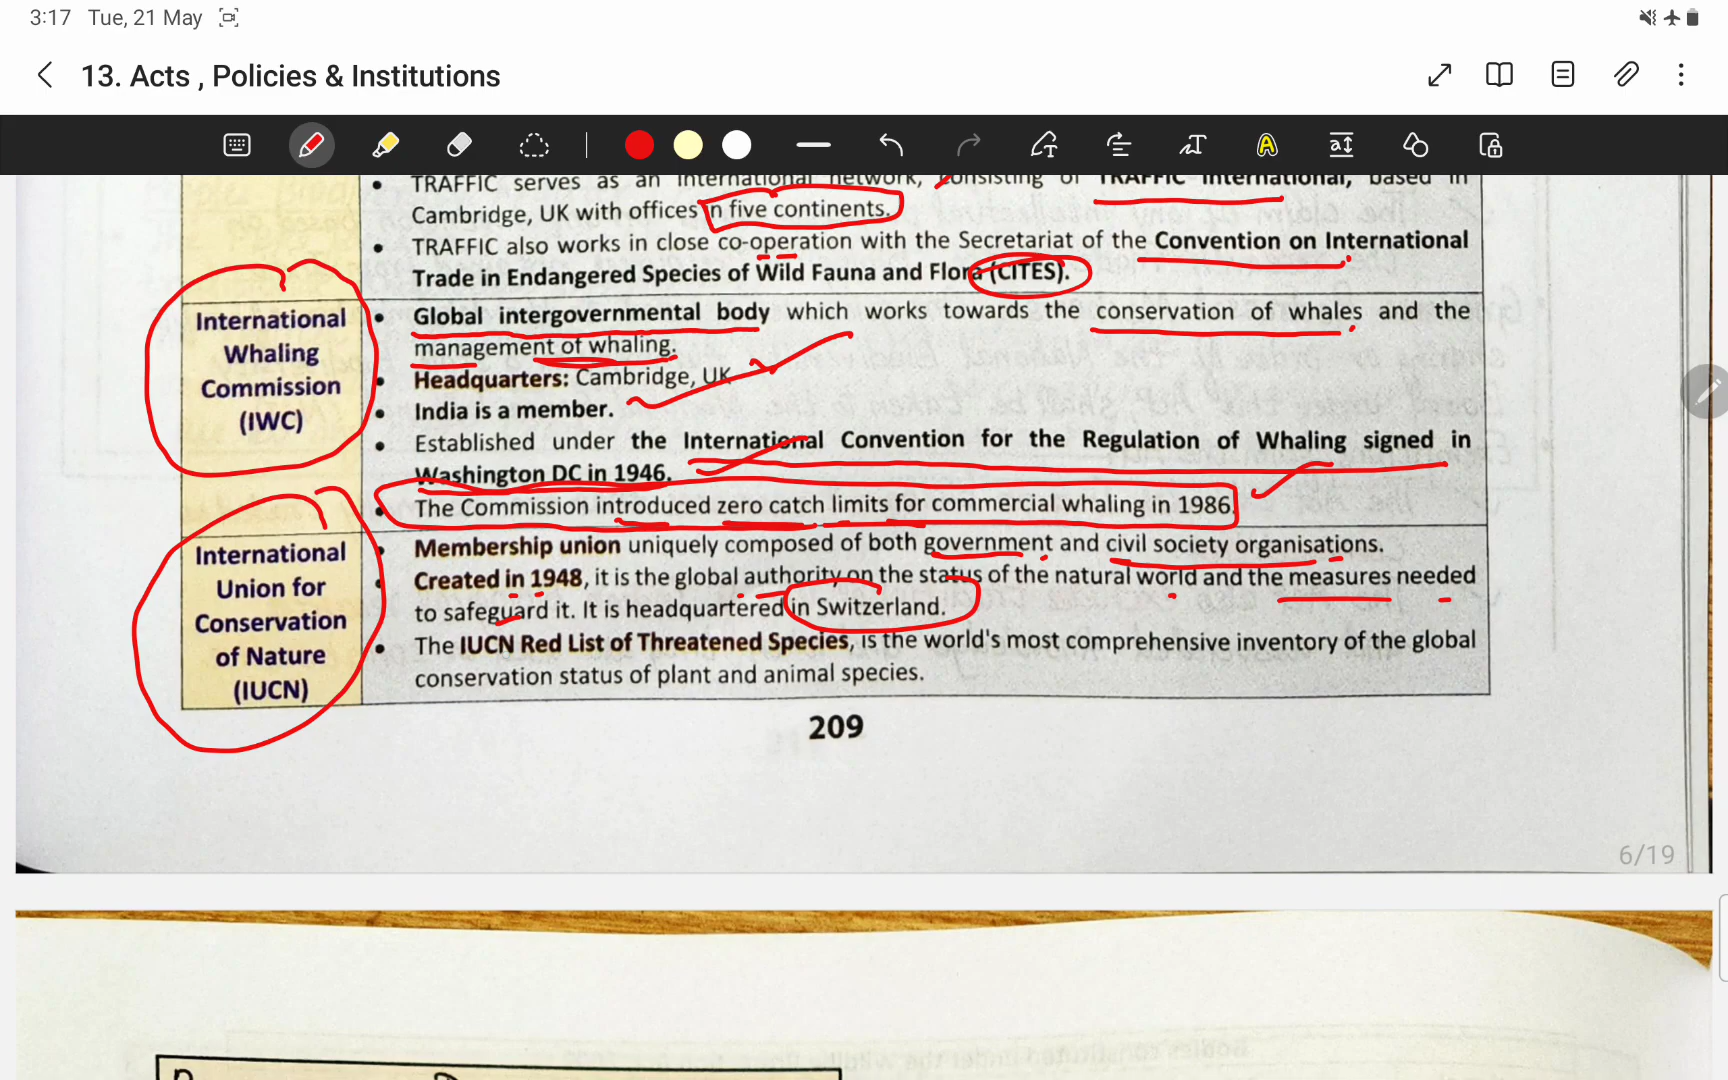 3:17 Tue, 21 May
13. Acts , Policies & Institutions
TRAFFIC serves as an International network, consisting of TRAFFIC International, based in
Cambridge, UK with offices in five continents.
TRAFFIC also works in close co-operation with the Secretariat of the Convention on International
Trade in Endangered Species of Wild Fauna and Flora (CITES).
International
Whaling
Commission
(IWC)
Global intergovernmental body which works towards the conservation of whales and the
management of whaling.
Headquarters: Cambridge, UK
India is a member.
Established under the International Convention for the Regulation of Whaling signed in
Washington DC in 1946.
The Commission introduced zero catch limits for commercial whaling in 1986.
International
Union for
Conservation
of Nature
(IUCN)
Membership union uniquely composed of both government and civil society organisations.
Created in 1948, it is the global authority on the status of the natural world and the measures needed
to safeguard it. It is headquartered in Switzerland.
The IUCN Red List of Threatened Species, is the world's most comprehensive inventory of the global
conservation status of plant and animal species.
209
6/19